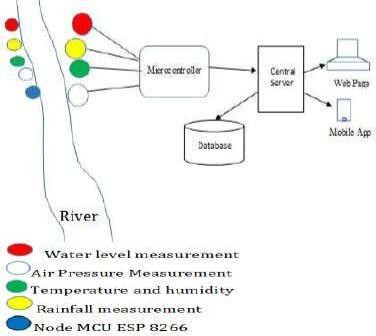 Microcontroller
Central
Server
Web Page
Mobile App
Database
River
Water level measurement
Air Pressure Measurement
Temperature and humidity
Rainfall measurement
Node MCU ESP 8266